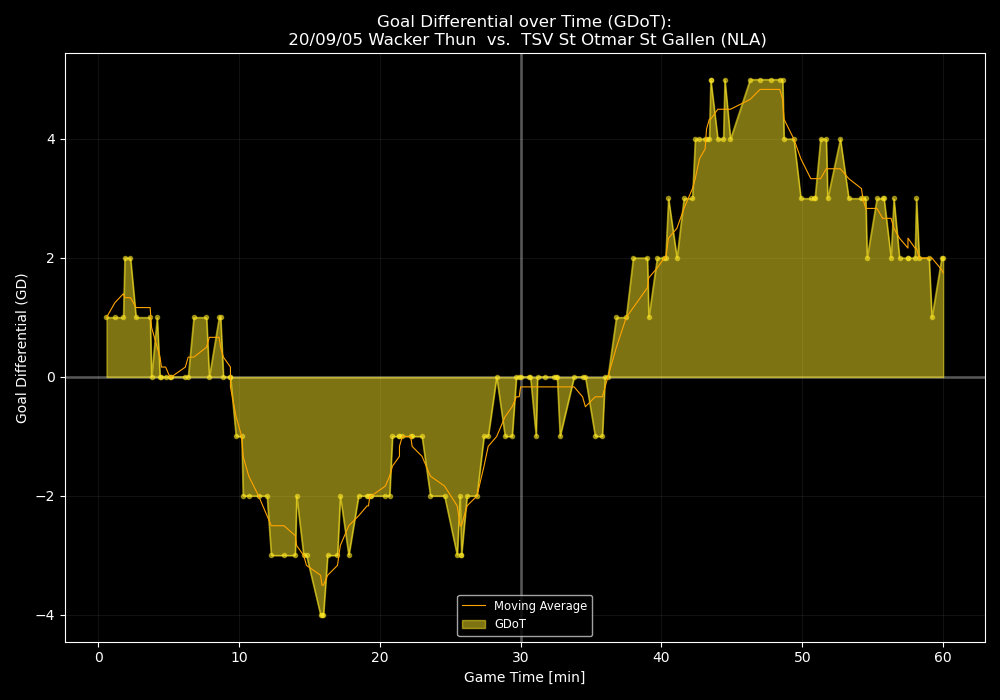 Goal Differential over Time (GDoT):
20/09/05 Wacker Thun  vs.  TSV St Otmar St Gallen (NLA)
Goal Differential (GD)
4
2
0
−2
−4
Moving Average
GDoT
0 10 20 30 40 50 60
Game Time [min]